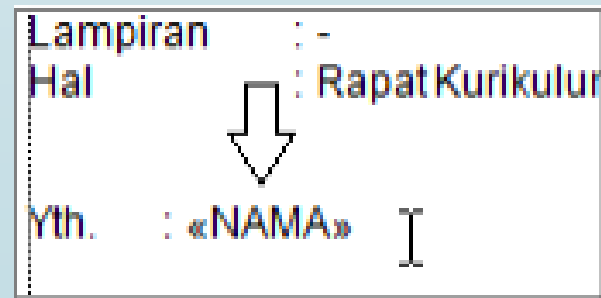 Lampiran : -
Hal : Rapat Kurikulur
Yth. : «NAMA»